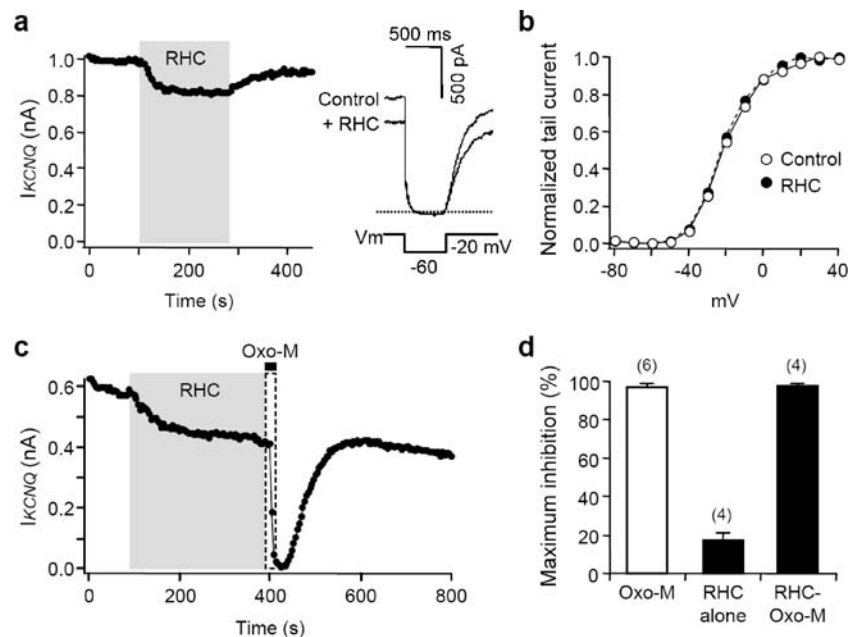 a
RHC
I KCNQ (nA)
1.0
0.8
0.6
0.4
0.2
0.0
0
200
400
Time (s)
500 ms
500 pA
Control
+ RHC
Vm
-20 mV
-60
b
Normalized tail current
1.0
0.8
0.6
0.4
0.2
0.0
Control
RHC
-80
-40
0
40
mV
c
Oxo-M
RHC
I KCNQ (nA)
0.6
0.4
0.2
0.0
0
200
400
600
800
Time (s)
d
Maximum inhibition (%)
100
80
60
40
20
0
(6)
(4)
(4)
Oxo-M
RHC
alone
RHC-
Oxo-M